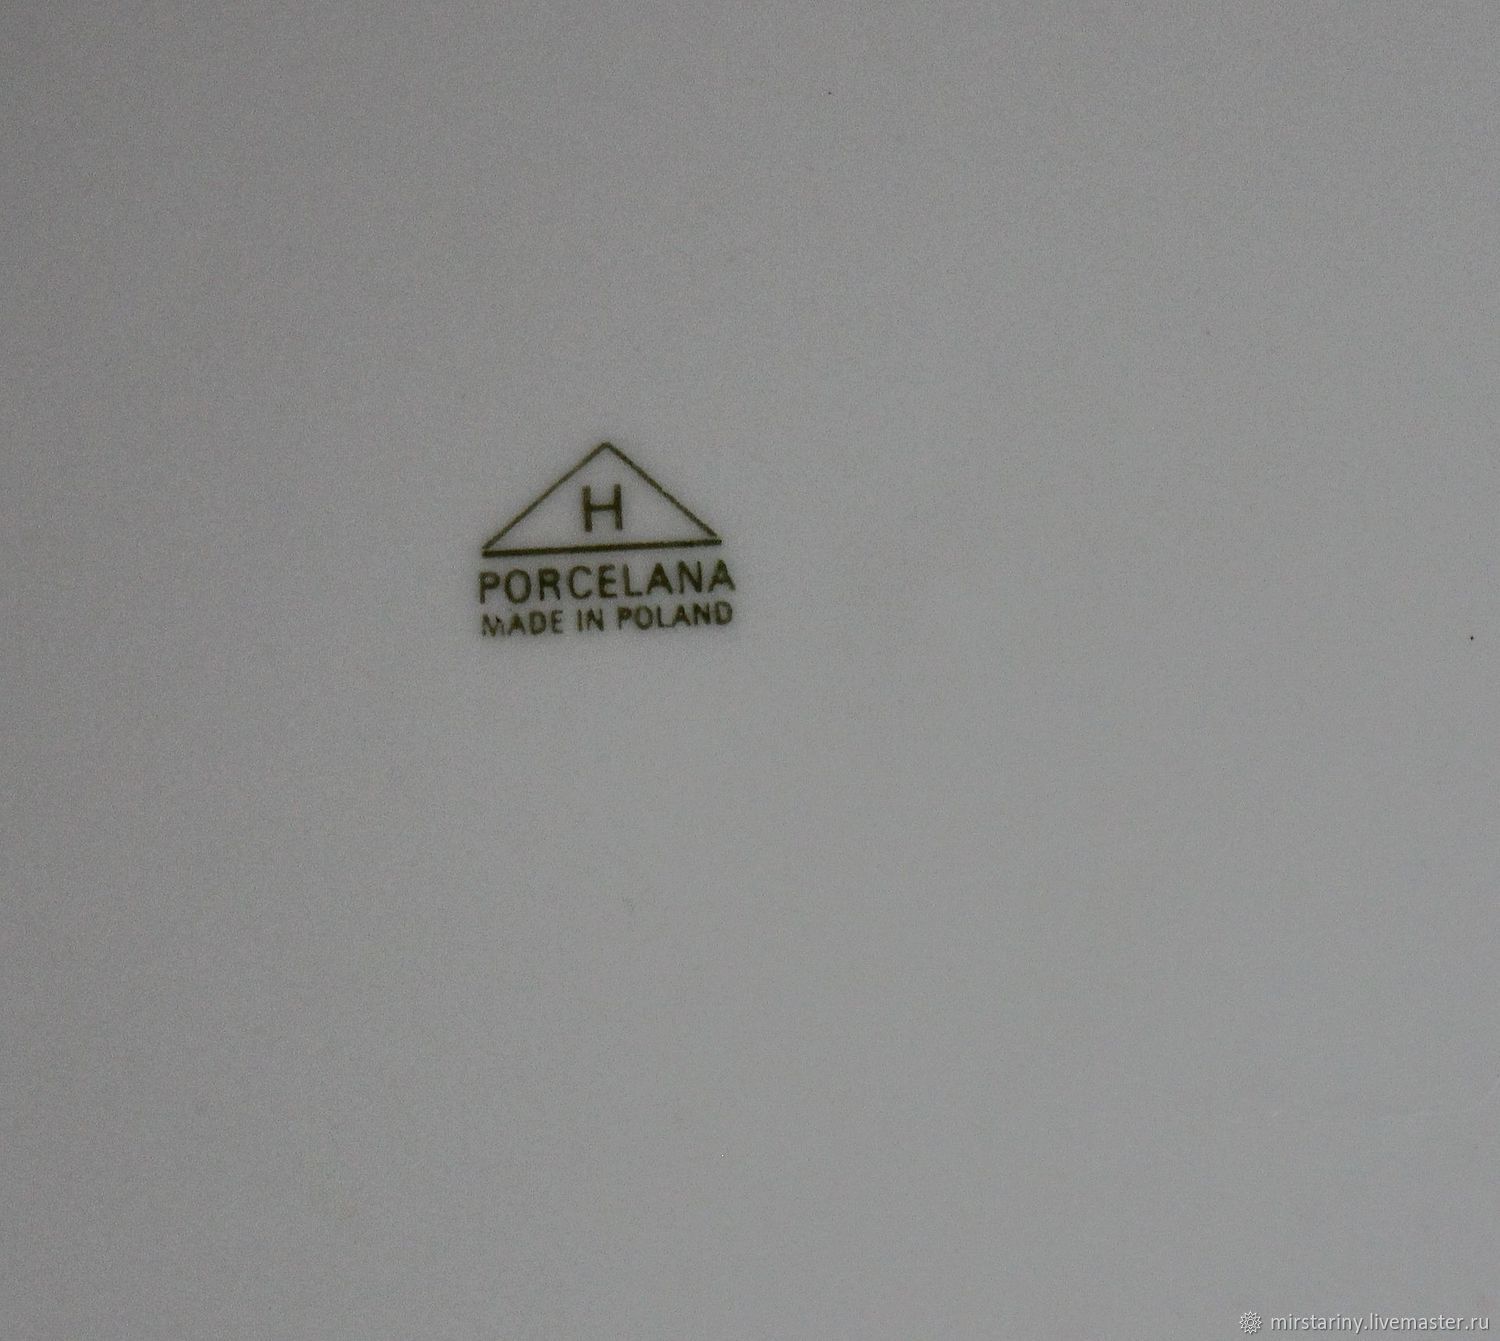 H
PORCELANA
MADE IN POLAND
mirstariny.livemaster.ru